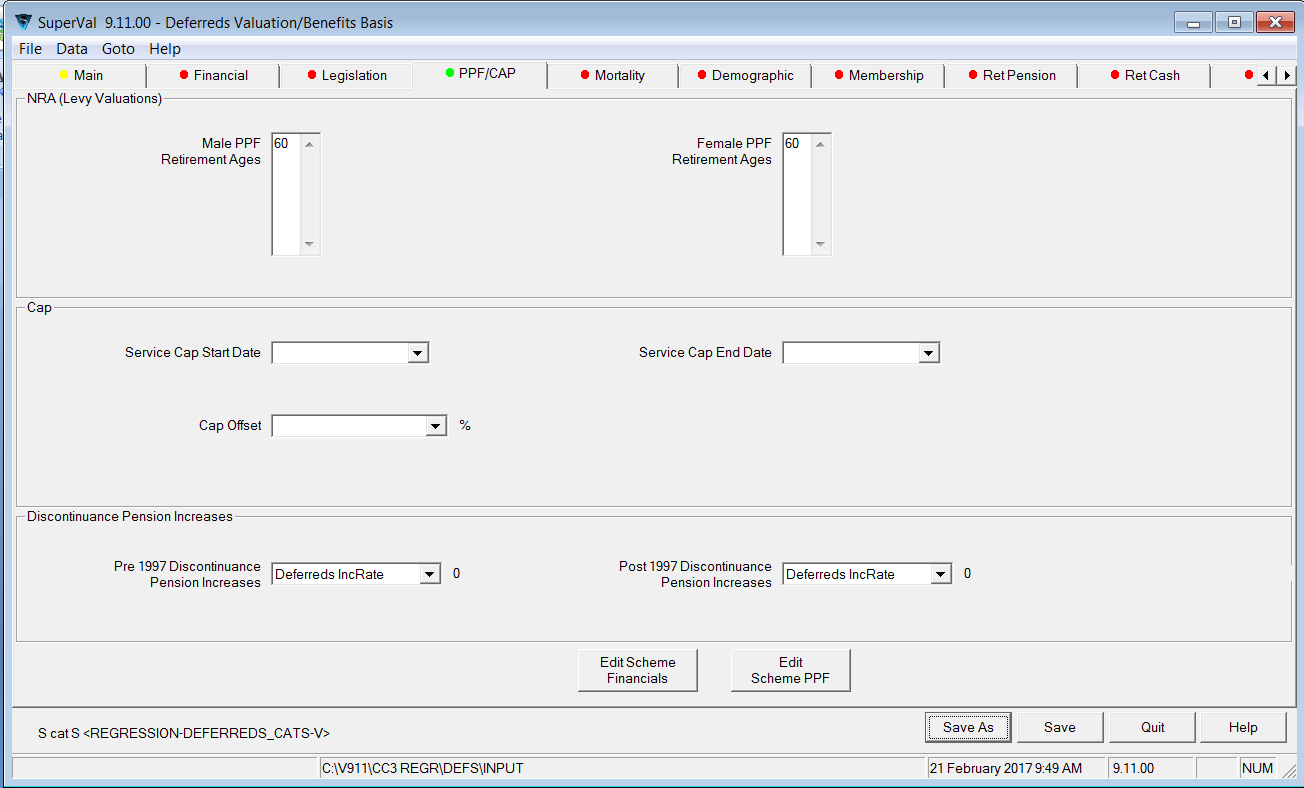 SuperVal 9.11.00 - Deferreds Valuation/Benefits Basis
File Data Goto Help
Main Financial Legislation PPF/CAP Mortality Demographic Membership Ret Pension Ret Cash
NRA (Levy Valuations)
Male PPF
Retirement Ages
60
Female PPF
Retirement Ages
60
Cap
Service Cap Start Date
Service Cap End Date
Cap Offset
%
Discontinuance Pension Increases
Pre 1997 Discontinuance
Pension Increases
Deferreds IncRate
0
Post 1997 Discontinuance
Pension Increases
Deferreds IncRate
0
Edit Scheme
Financials
Edit
Scheme PPF
S cat S <REGRESSION-DEFERREDS_CATS-V>
Save As
Save
Quit
Help
C:\V911\CC3 REGR\DEFS\INPUT
21 February 2017 9:49 AM
9.11.00
NUM